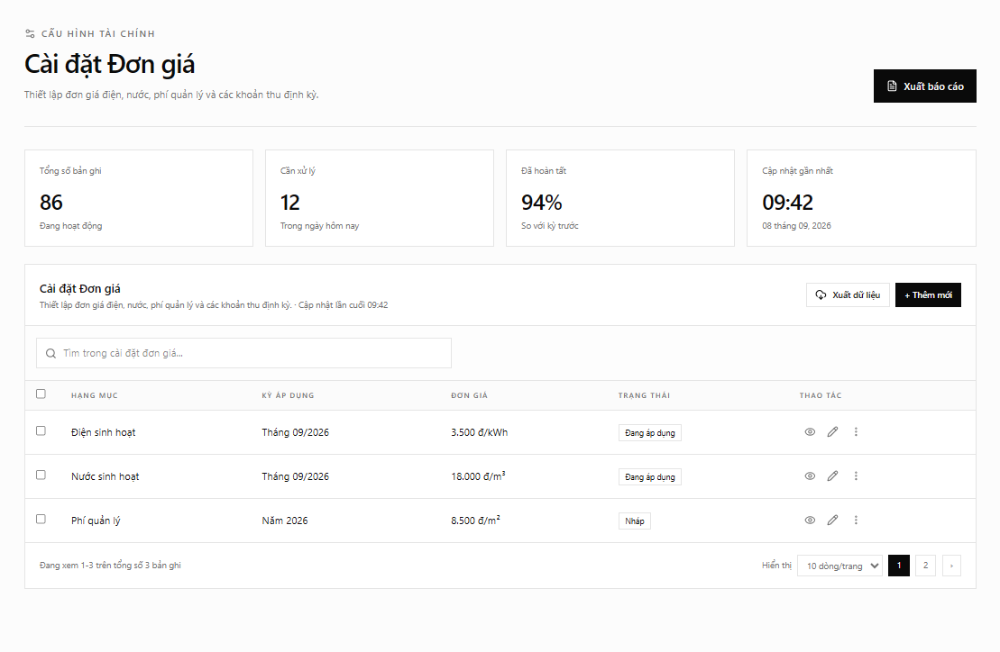 CẤU HÌNH TÀI CHÍNH
Cài đặt Đơn giá
Thiết lập đơn giá điện, nước, phí quản lý và các khoản thu định kỳ.
Xuất báo cáo
Tổng số bản ghi
86
Đang hoạt động
Cần xử lý
12
Trong ngày hôm nay
Đã hoàn tất
94%
So với kỳ trước
Cập nhật gần nhất
09:42
08 tháng 09, 2026
Cài đặt Đơn giá
Thiết lập đơn giá điện, nước, phí quản lý và các khoản thu định kỳ. · Cập nhật lần cuối 09:42
Xuất dữ liệu
+ Thêm mới
Tìm trong cài đặt đơn giá...
HẠNG MỤC KỲ ÁP DỤNG ĐƠN GIÁ TRẠNG THÁI THAO TÁC
Điện sinh hoạt Tháng 09/2026 3.500 đ/kWh Đang áp dụng
Nước sinh hoạt Tháng 09/2026 18.000 đ/m³ Đang áp dụng
Phí quản lý Năm 2026 8.500 đ/m² Nháp
Đang xem 1-3 trên tổng số 3 bản ghi
Hiển thị 10 dòng/trang 1 2 ›